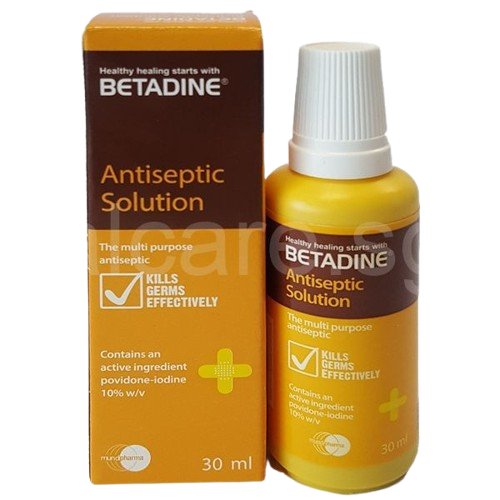 Healthy healing starts with
BETADINE®
Antiseptic
Solution
The multi purpose
antiseptic
KILLS
GERMS
EFFECTIVELY
Contains an
active ingredient
povidone-iodine
10% w/v
mundipharma
30 ml
Healthy healing starts with
BETADINE®
Antiseptic
Solution
The multi purpose
antiseptic
KILLS
GERMS
EFFECTIVELY
Contains an
active ingredient
povidone-iodine
10% w/v
mundipharma
30 ml